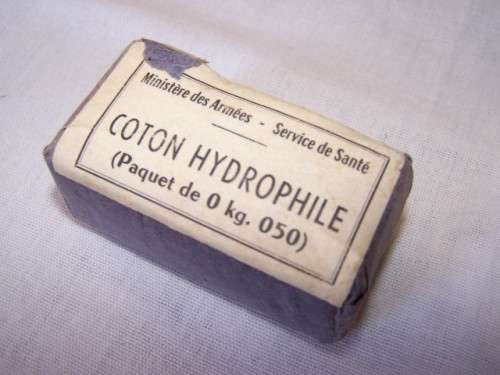 Ministère des Armées - Service de Santé
COTON HYDROPHILE
(Paquet de 0 kg. 050)